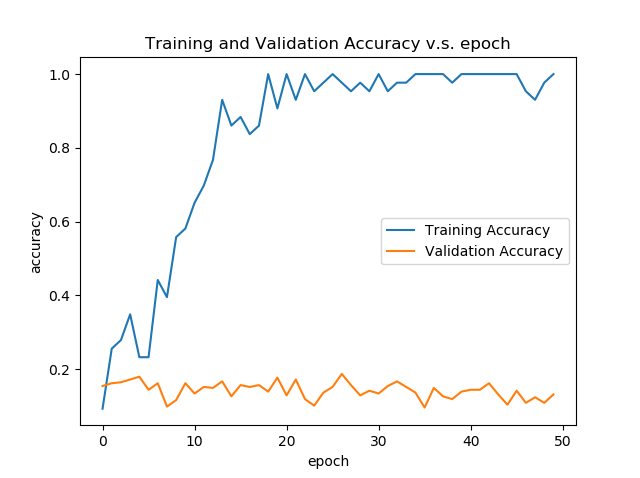 Training and Validation Accuracy v.s. epoch
1.0
0.8
0.6
0.4
0.2
accuracy
Training Accuracy
Validation Accuracy
0 10 20 30 40 50
epoch